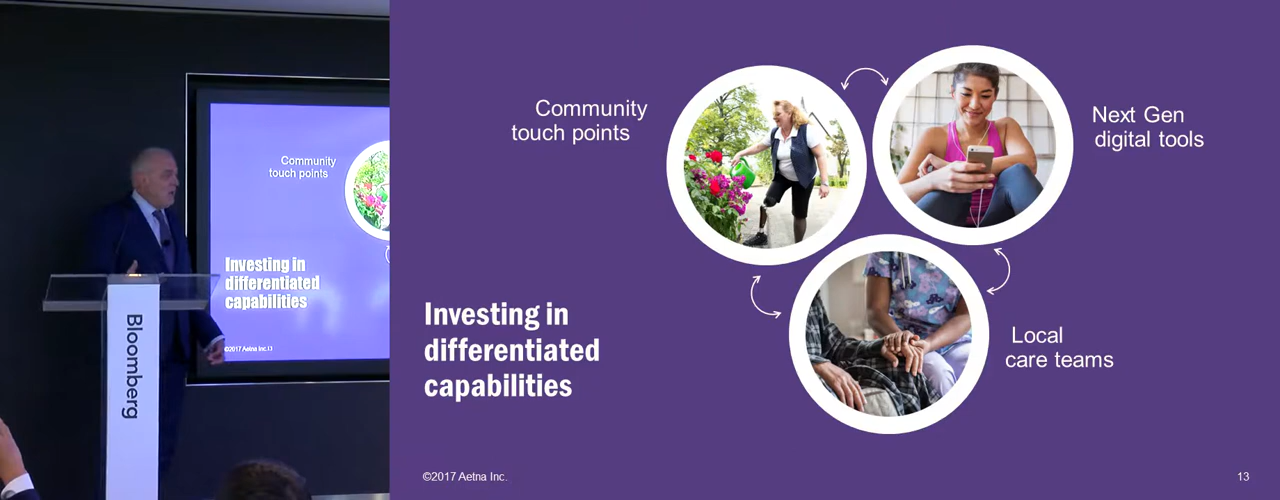 Community
touch points
Investing in
differentiated
capabilities
©2017 Aetna Inc.13
Bloomberg
Community
touch points
Next Gen
digital tools
Local
care teams
Investing in
differentiated
capabilities
©2017 Aetna Inc.
13